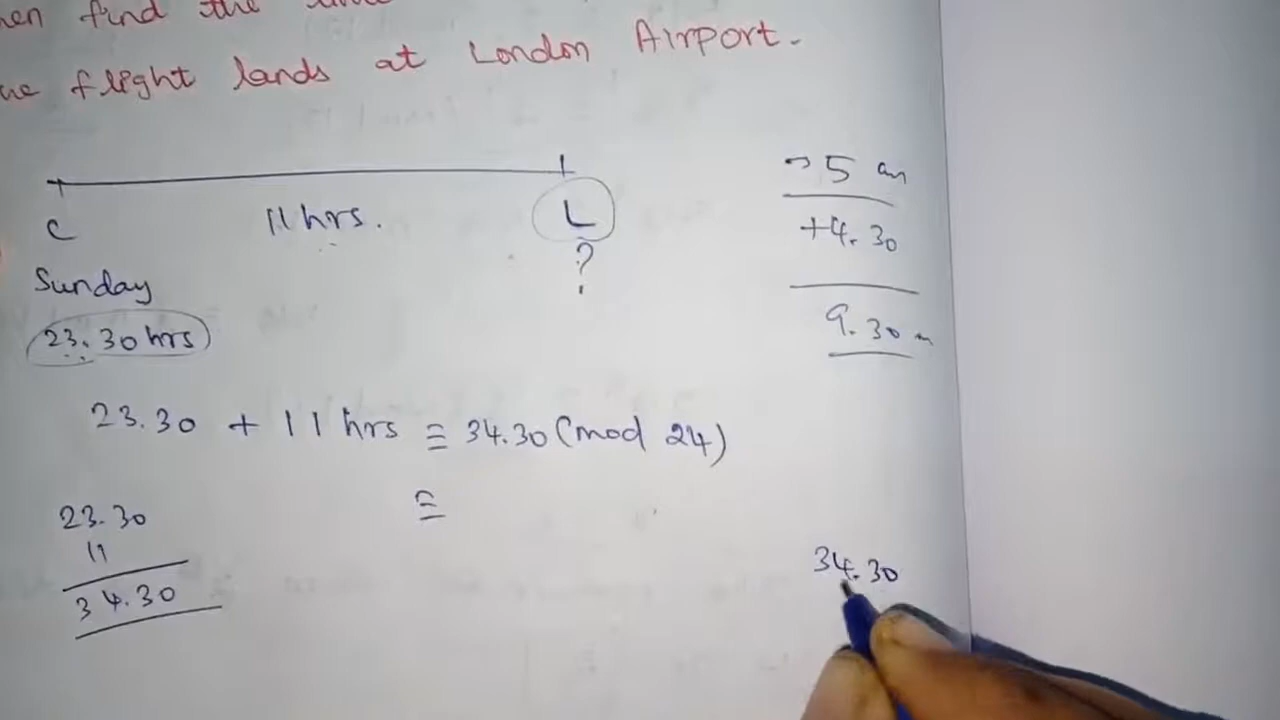 find the
flight lands at London Airport.
C 11 hrs. L
?
Sunday
23.30 hrs
5 am
+4.30
9.30
23.30 + 11 hrs ≡ 34.30 (mod 24)
≡
23.30
11
34.30
34.30